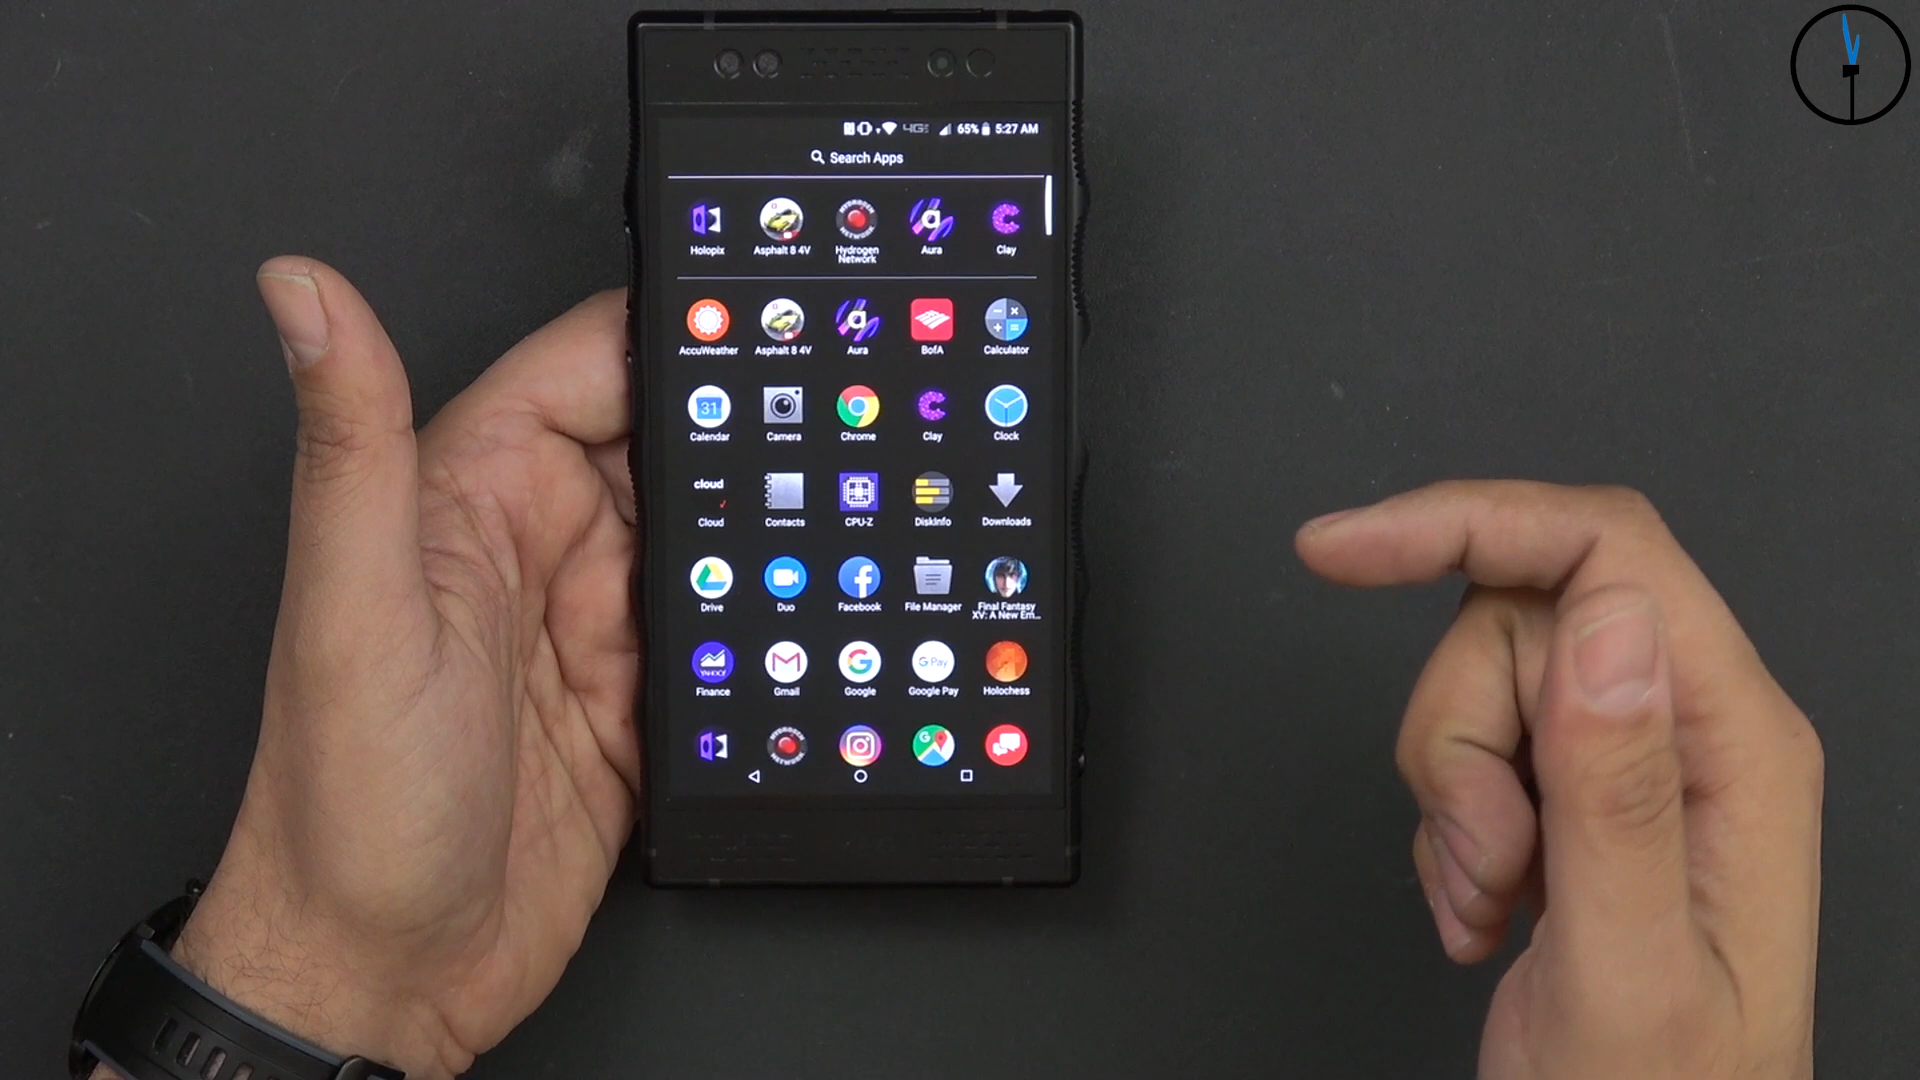 4G 65% 5:27 AM
Search Apps
Holopix Asphalt 8 4V Hydrogen Aura Clay
Network
AccuWeather Asphalt 8 4V Aura BofA Calculator
31
Calendar Camera Chrome Clay Clock
cloud
Cloud Contacts CPU-Z DiskInfo Downloads
Drive Duo Facebook File Manager Final Fantasy
XV: A New Em...
YAHOO!
G Pay
Finance Gmail Google Google Pay Holochess